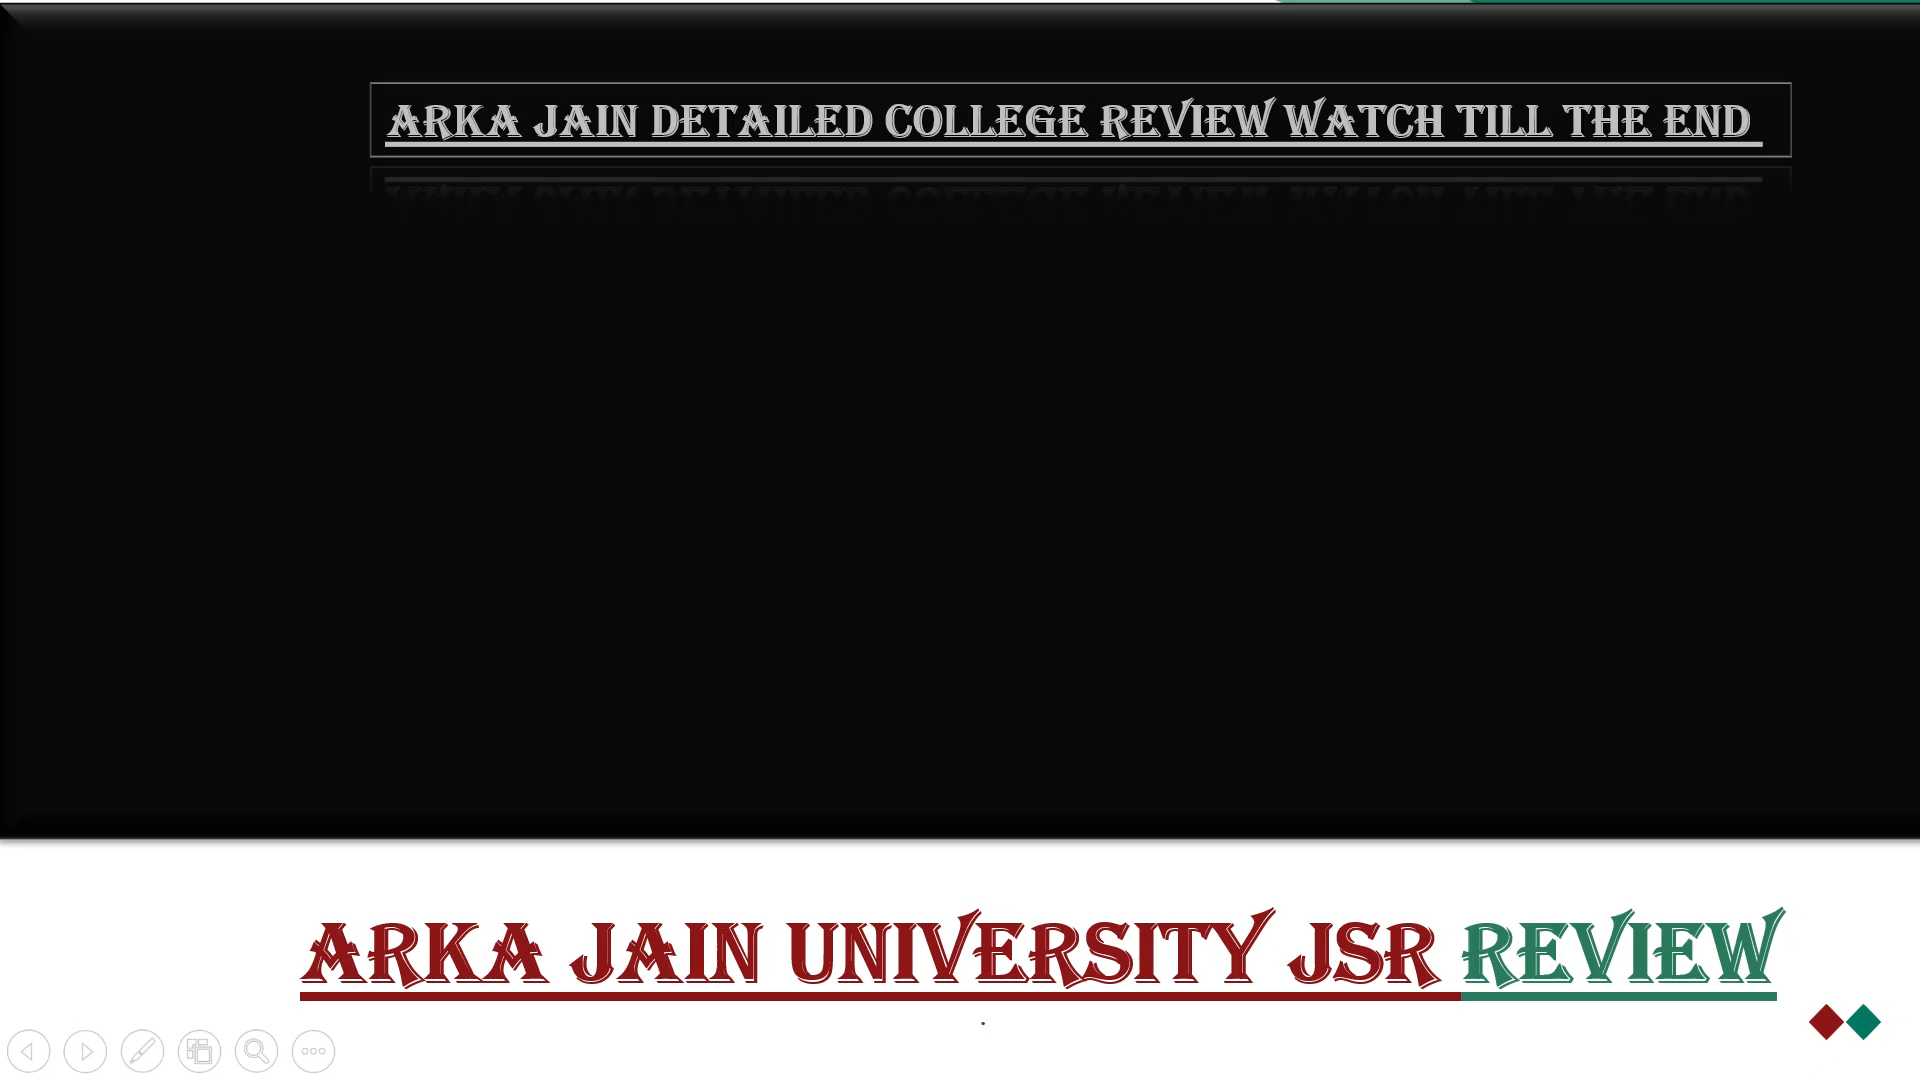 ARKA JAIN DETAILED COLLEGE REVIEW WATCH TILL THE END
ARKA JAIN UNIVERSITY JSR REVIEW
.